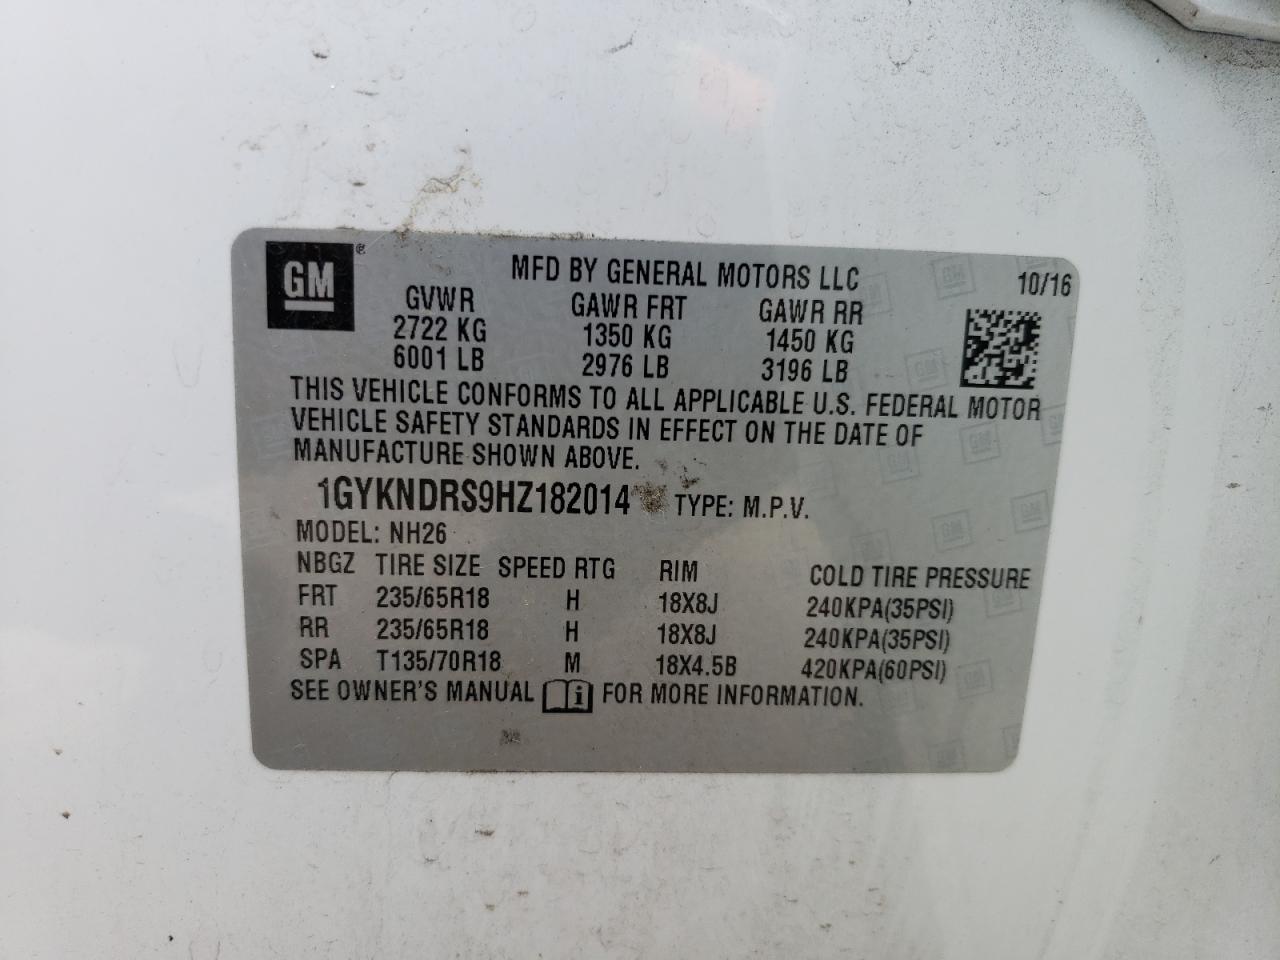 GM ®
MFD BY GENERAL MOTORS LLC 10/16
GVWR GAWR FRT GAWR RR
2722 KG 1350 KG 1450 KG
6001 LB 2976 LB 3196 LB
THIS VEHICLE CONFORMS TO ALL APPLICABLE U.S. FEDERAL MOTOR
VEHICLE SAFETY STANDARDS IN EFFECT ON THE DATE OF
MANUFACTURE SHOWN ABOVE.
1GYKNDRS9HZ182014 TYPE: M.P.V.
MODEL: NH26
NBGZ TIRE SIZE SPEED RTG RIM COLD TIRE PRESSURE
FRT 235/65R18 H 18X8J 240KPA(35PSI)
RR 235/65R18 H 18X8J 240KPA(35PSI)
SPA T135/70R18 M 18X4.5B 420KPA(60PSI)
SEE OWNER'S MANUAL i FOR MORE INFORMATION.